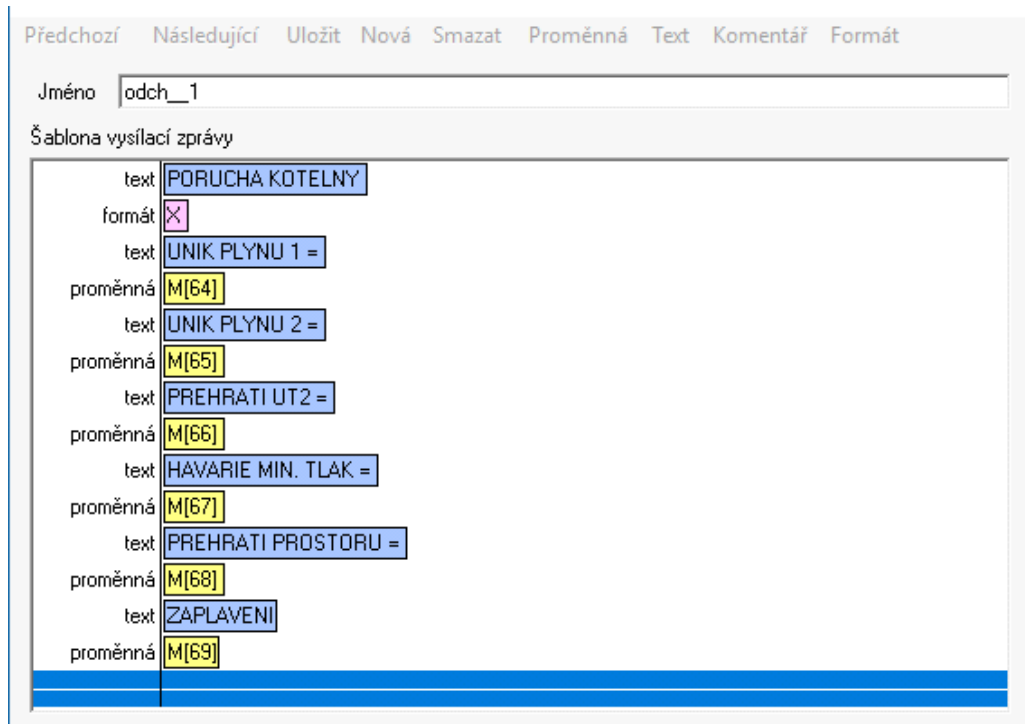 Předchozí Následující Uložit Nová Smazat Proměnná Text Komentář Formát
Jméno odch__1
Šablona vysílací zprávy
text PORUCHA KOTELNY
formát X
text UNIK PLYNU 1 =
proměnná M[64]
text UNIK PLYNU 2 =
proměnná M[65]
text PREHRATI UT2 =
proměnná M[66]
text HAVARIE MIN. TLAK =
proměnná M[67]
text PREHRATI PROSTORU =
proměnná M[68]
text ZAPLAVENI
proměnná M[69]